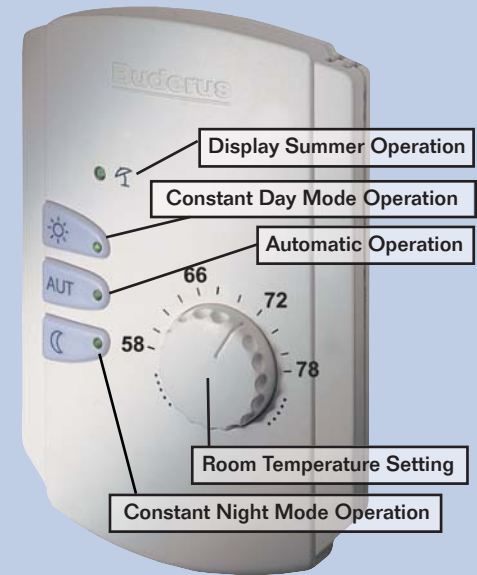 Buderus
Display Summer Operation
Constant Day Mode Operation
Automatic Operation
AUT
66
72
58
78
Room Temperature Setting
Constant Night Mode Operation